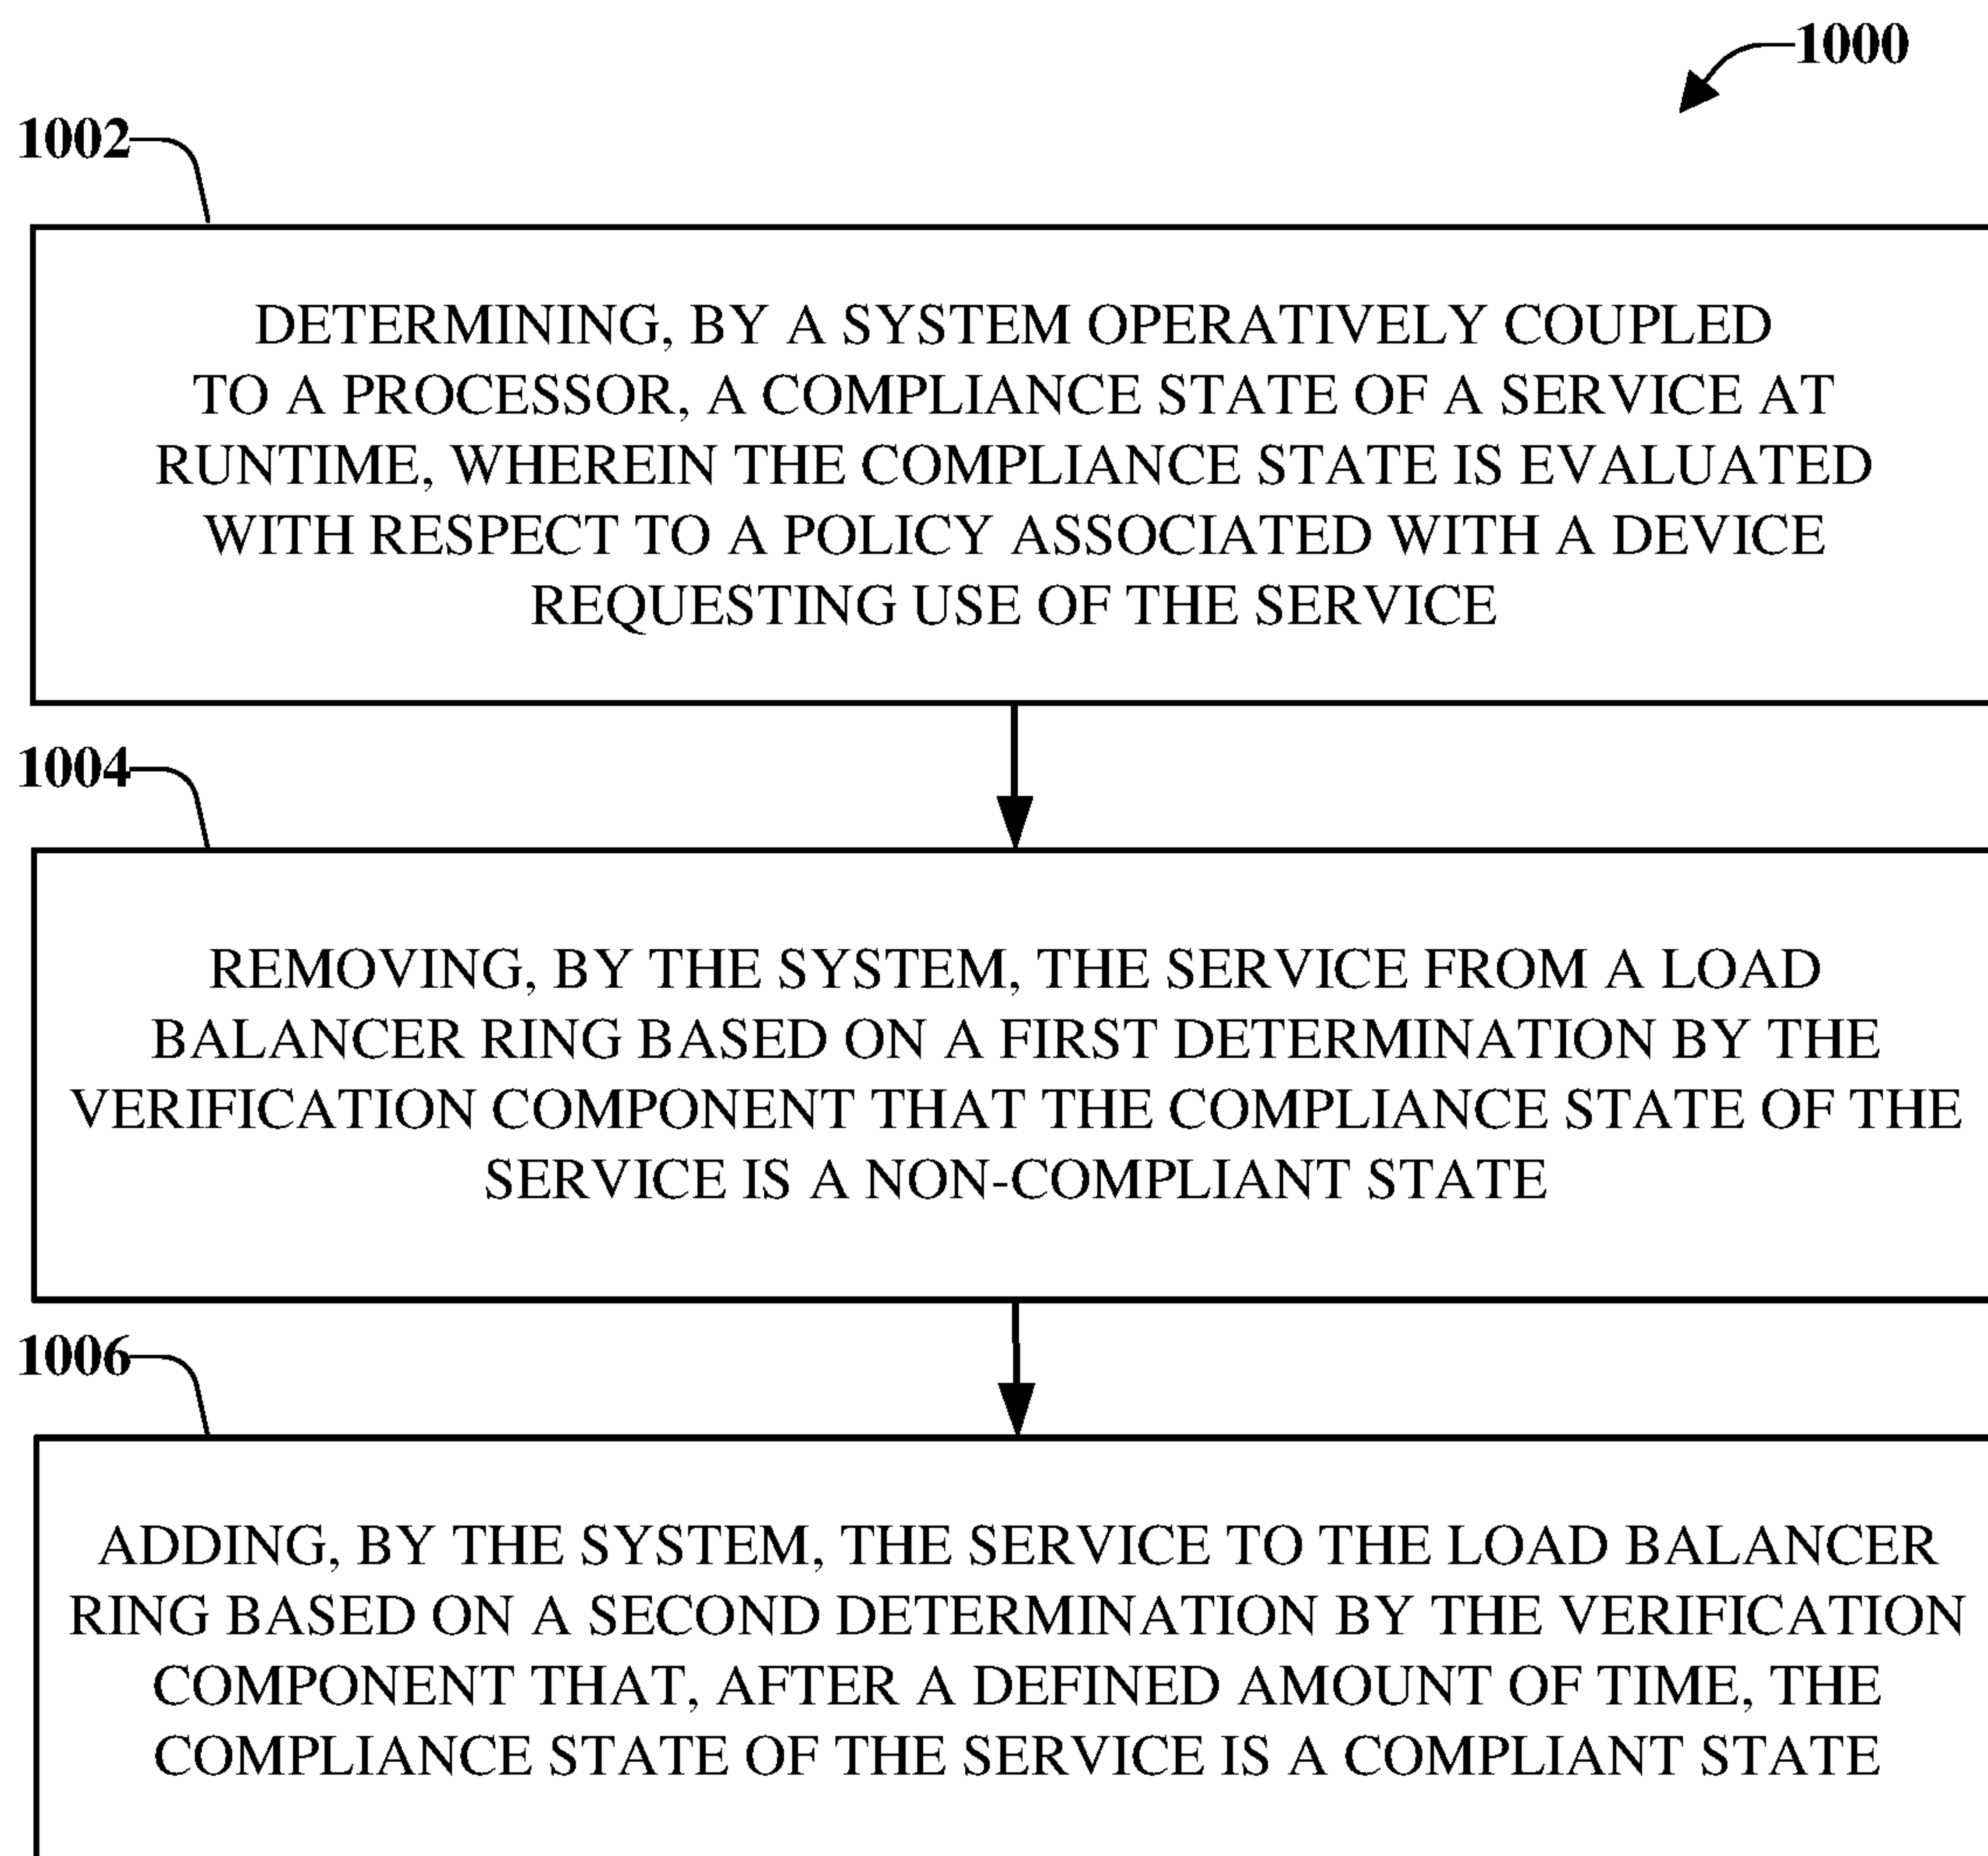 1000
1002
DETERMINING, BY A SYSTEM OPERATIVELY COUPLED
TO A PROCESSOR, A COMPLIANCE STATE OF A SERVICE AT
RUNTIME, WHEREIN THE COMPLIANCE STATE IS EVALUATED
WITH RESPECT TO A POLICY ASSOCIATED WITH A DEVICE
REQUESTING USE OF THE SERVICE
1004
REMOVING, BY THE SYSTEM, THE SERVICE FROM A LOAD
BALANCER RING BASED ON A FIRST DETERMINATION BY THE
VERIFICATION COMPONENT THAT THE COMPLIANCE STATE OF THE
SERVICE IS A NON-COMPLIANT STATE
1006
ADDING, BY THE SYSTEM, THE SERVICE TO THE LOAD BALANCER
RING BASED ON A SECOND DETERMINATION BY THE VERIFICATION
COMPONENT THAT, AFTER A DEFINED AMOUNT OF TIME, THE
COMPLIANCE STATE OF THE SERVICE IS A COMPLIANT STATE